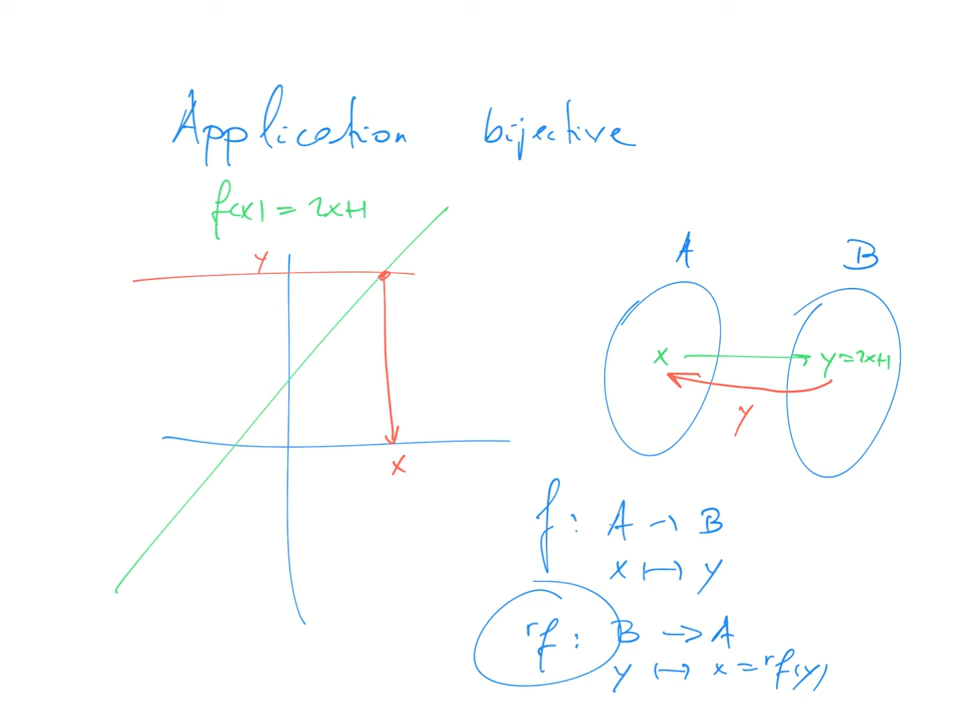 Application bijective
f(x) = 2x+1
y
x
A B
x y=2x+1
y
f: A → B
x ↦ y
ʳf: B → A
y ↦ x = ʳf(y)